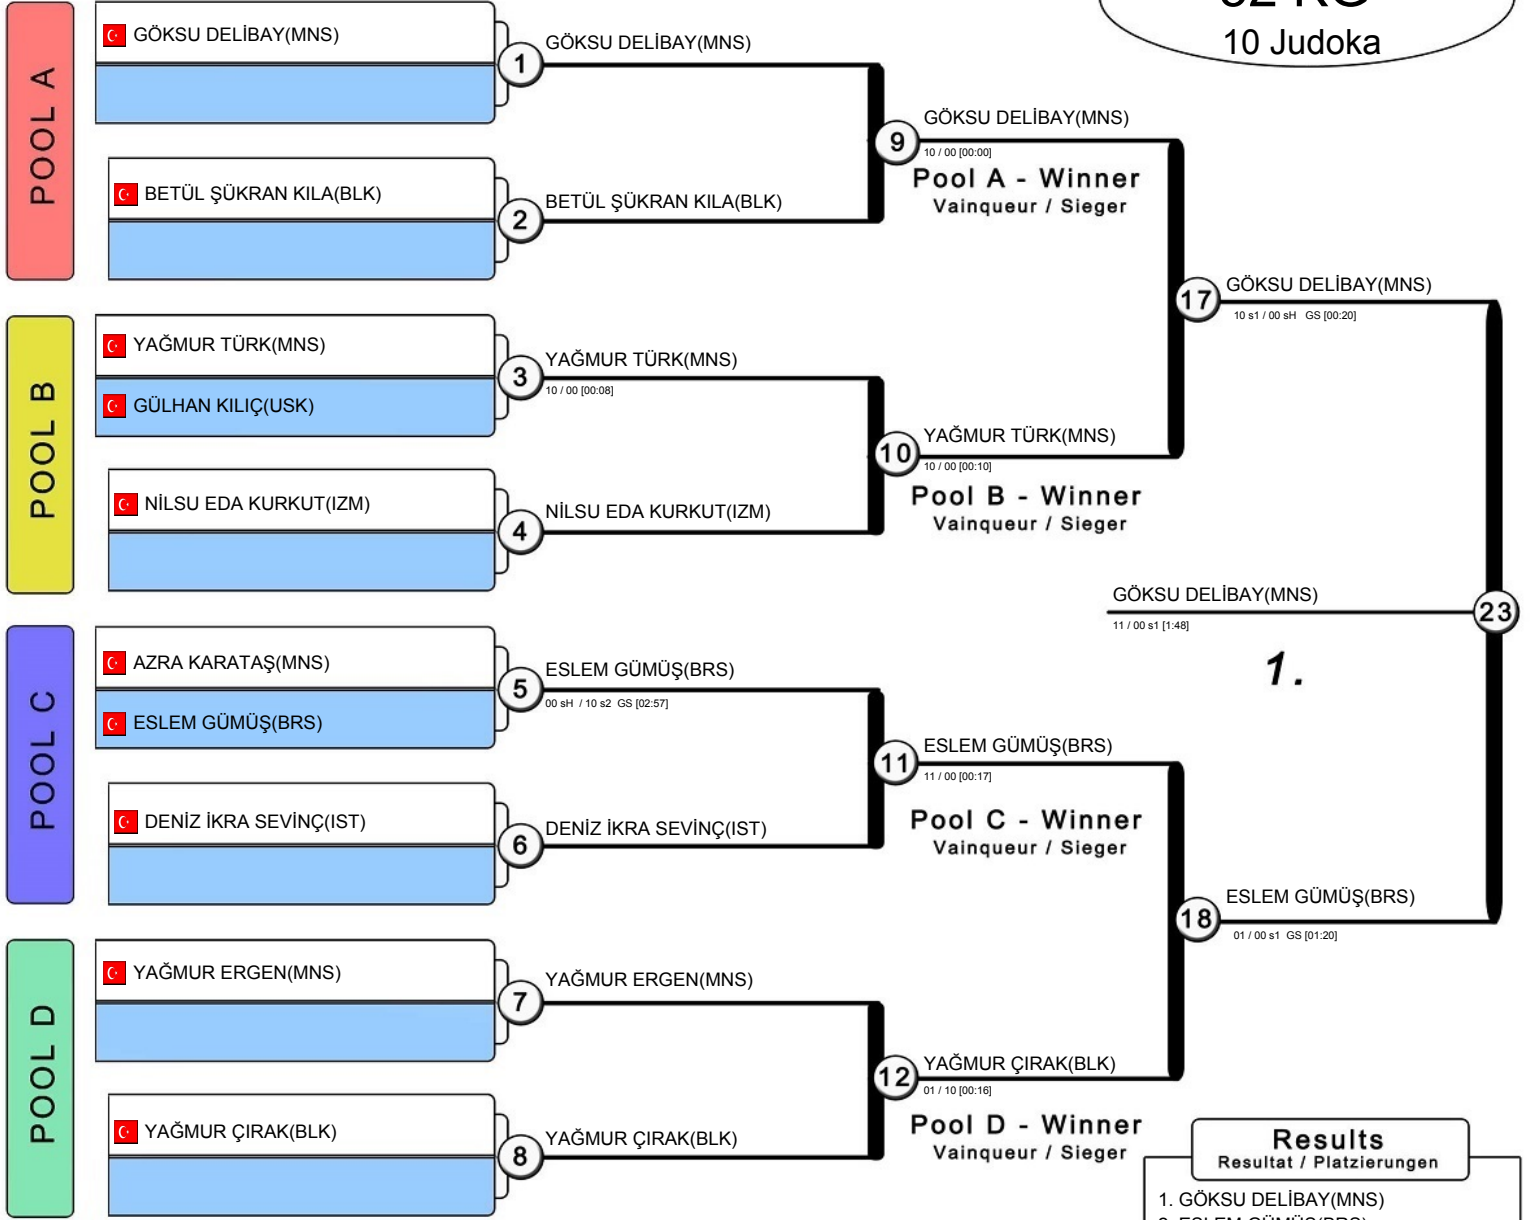 10 Judoka
POOL A
GÖKSU DELİBAY(MNS)
1
GÖKSU DELİBAY(MNS)
BETÜL ŞÜKRAN KILA(BLK)
2
BETÜL ŞÜKRAN KILA(BLK)
9
GÖKSU DELİBAY(MNS)
10 / 00 [00:00]
Pool A - Winner
Vainqueur / Sieger
POOL B
YAĞMUR TÜRK(MNS)
GÜLHAN KILIÇ(USK)
3
YAĞMUR TÜRK(MNS)
10 / 00 [00:08]
NİLSU EDA KURKUT(IZM)
4
NİLSU EDA KURKUT(IZM)
10
YAĞMUR TÜRK(MNS)
10 / 00 [00:10]
Pool B - Winner
Vainqueur / Sieger
17
GÖKSU DELİBAY(MNS)
10 s1 / 00 sH GS [00:20]
GÖKSU DELİBAY(MNS)
11 / 00 s1 [1:48]
23
1.
POOL C
AZRA KARATAŞ(MNS)
ESLEM GÜMÜŞ(BRS)
5
ESLEM GÜMÜŞ(BRS)
00 sH / 10 s2 GS [02:57]
DENİZ İKRA SEVİNÇ(IST)
6
DENİZ İKRA SEVİNÇ(IST)
11
ESLEM GÜMÜŞ(BRS)
11 / 00 [00:17]
Pool C - Winner
Vainqueur / Sieger
18
ESLEM GÜMÜŞ(BRS)
01 / 00 s1 GS [01:20]
POOL D
YAĞMUR ERGEN(MNS)
7
YAĞMUR ERGEN(MNS)
YAĞMUR ÇIRAK(BLK)
8
YAĞMUR ÇIRAK(BLK)
12
YAĞMUR ÇIRAK(BLK)
01 / 10 [00:16]
Pool D - Winner
Vainqueur / Sieger
Results
Resultat / Platzierungen
1. GÖKSU DELİBAY(MNS)